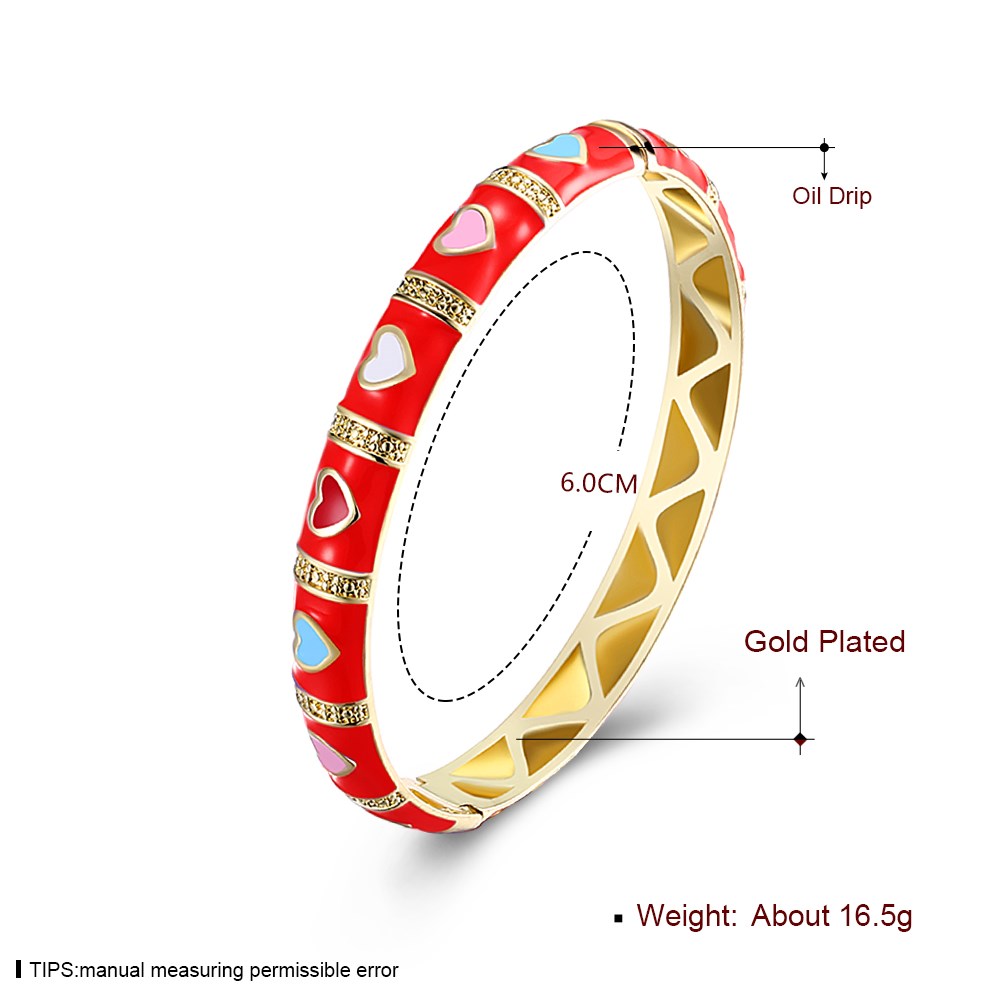 Oil Drip
6.0CM
Gold Plated
▪ Weight: About 16.5g
TIPS:manual measuring permissible error